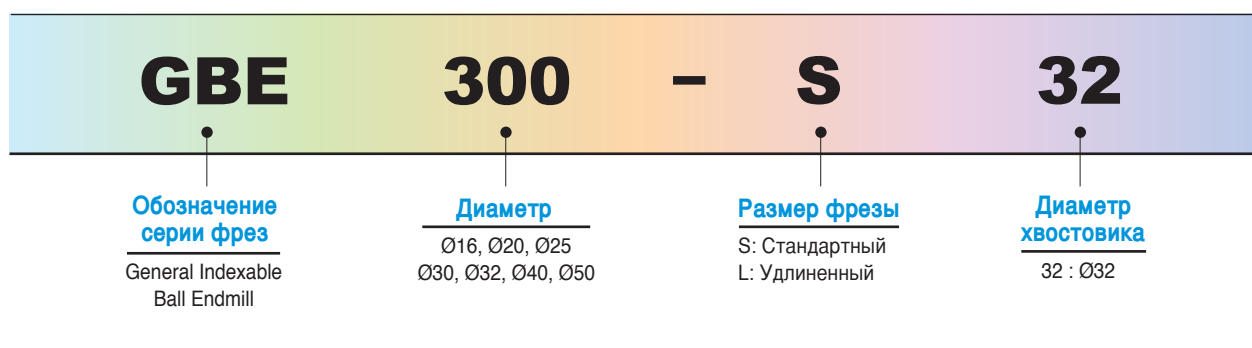 GBE 300 – S 32
Обозначение
серии фрез
General Indexable
Ball Endmill
Диаметр
Ø16, Ø20, Ø25
Ø30, Ø32, Ø40, Ø50
Размер фрезы
S: Стандартный
L: Удлиненный
Диаметр
хвостовика
32 : Ø32